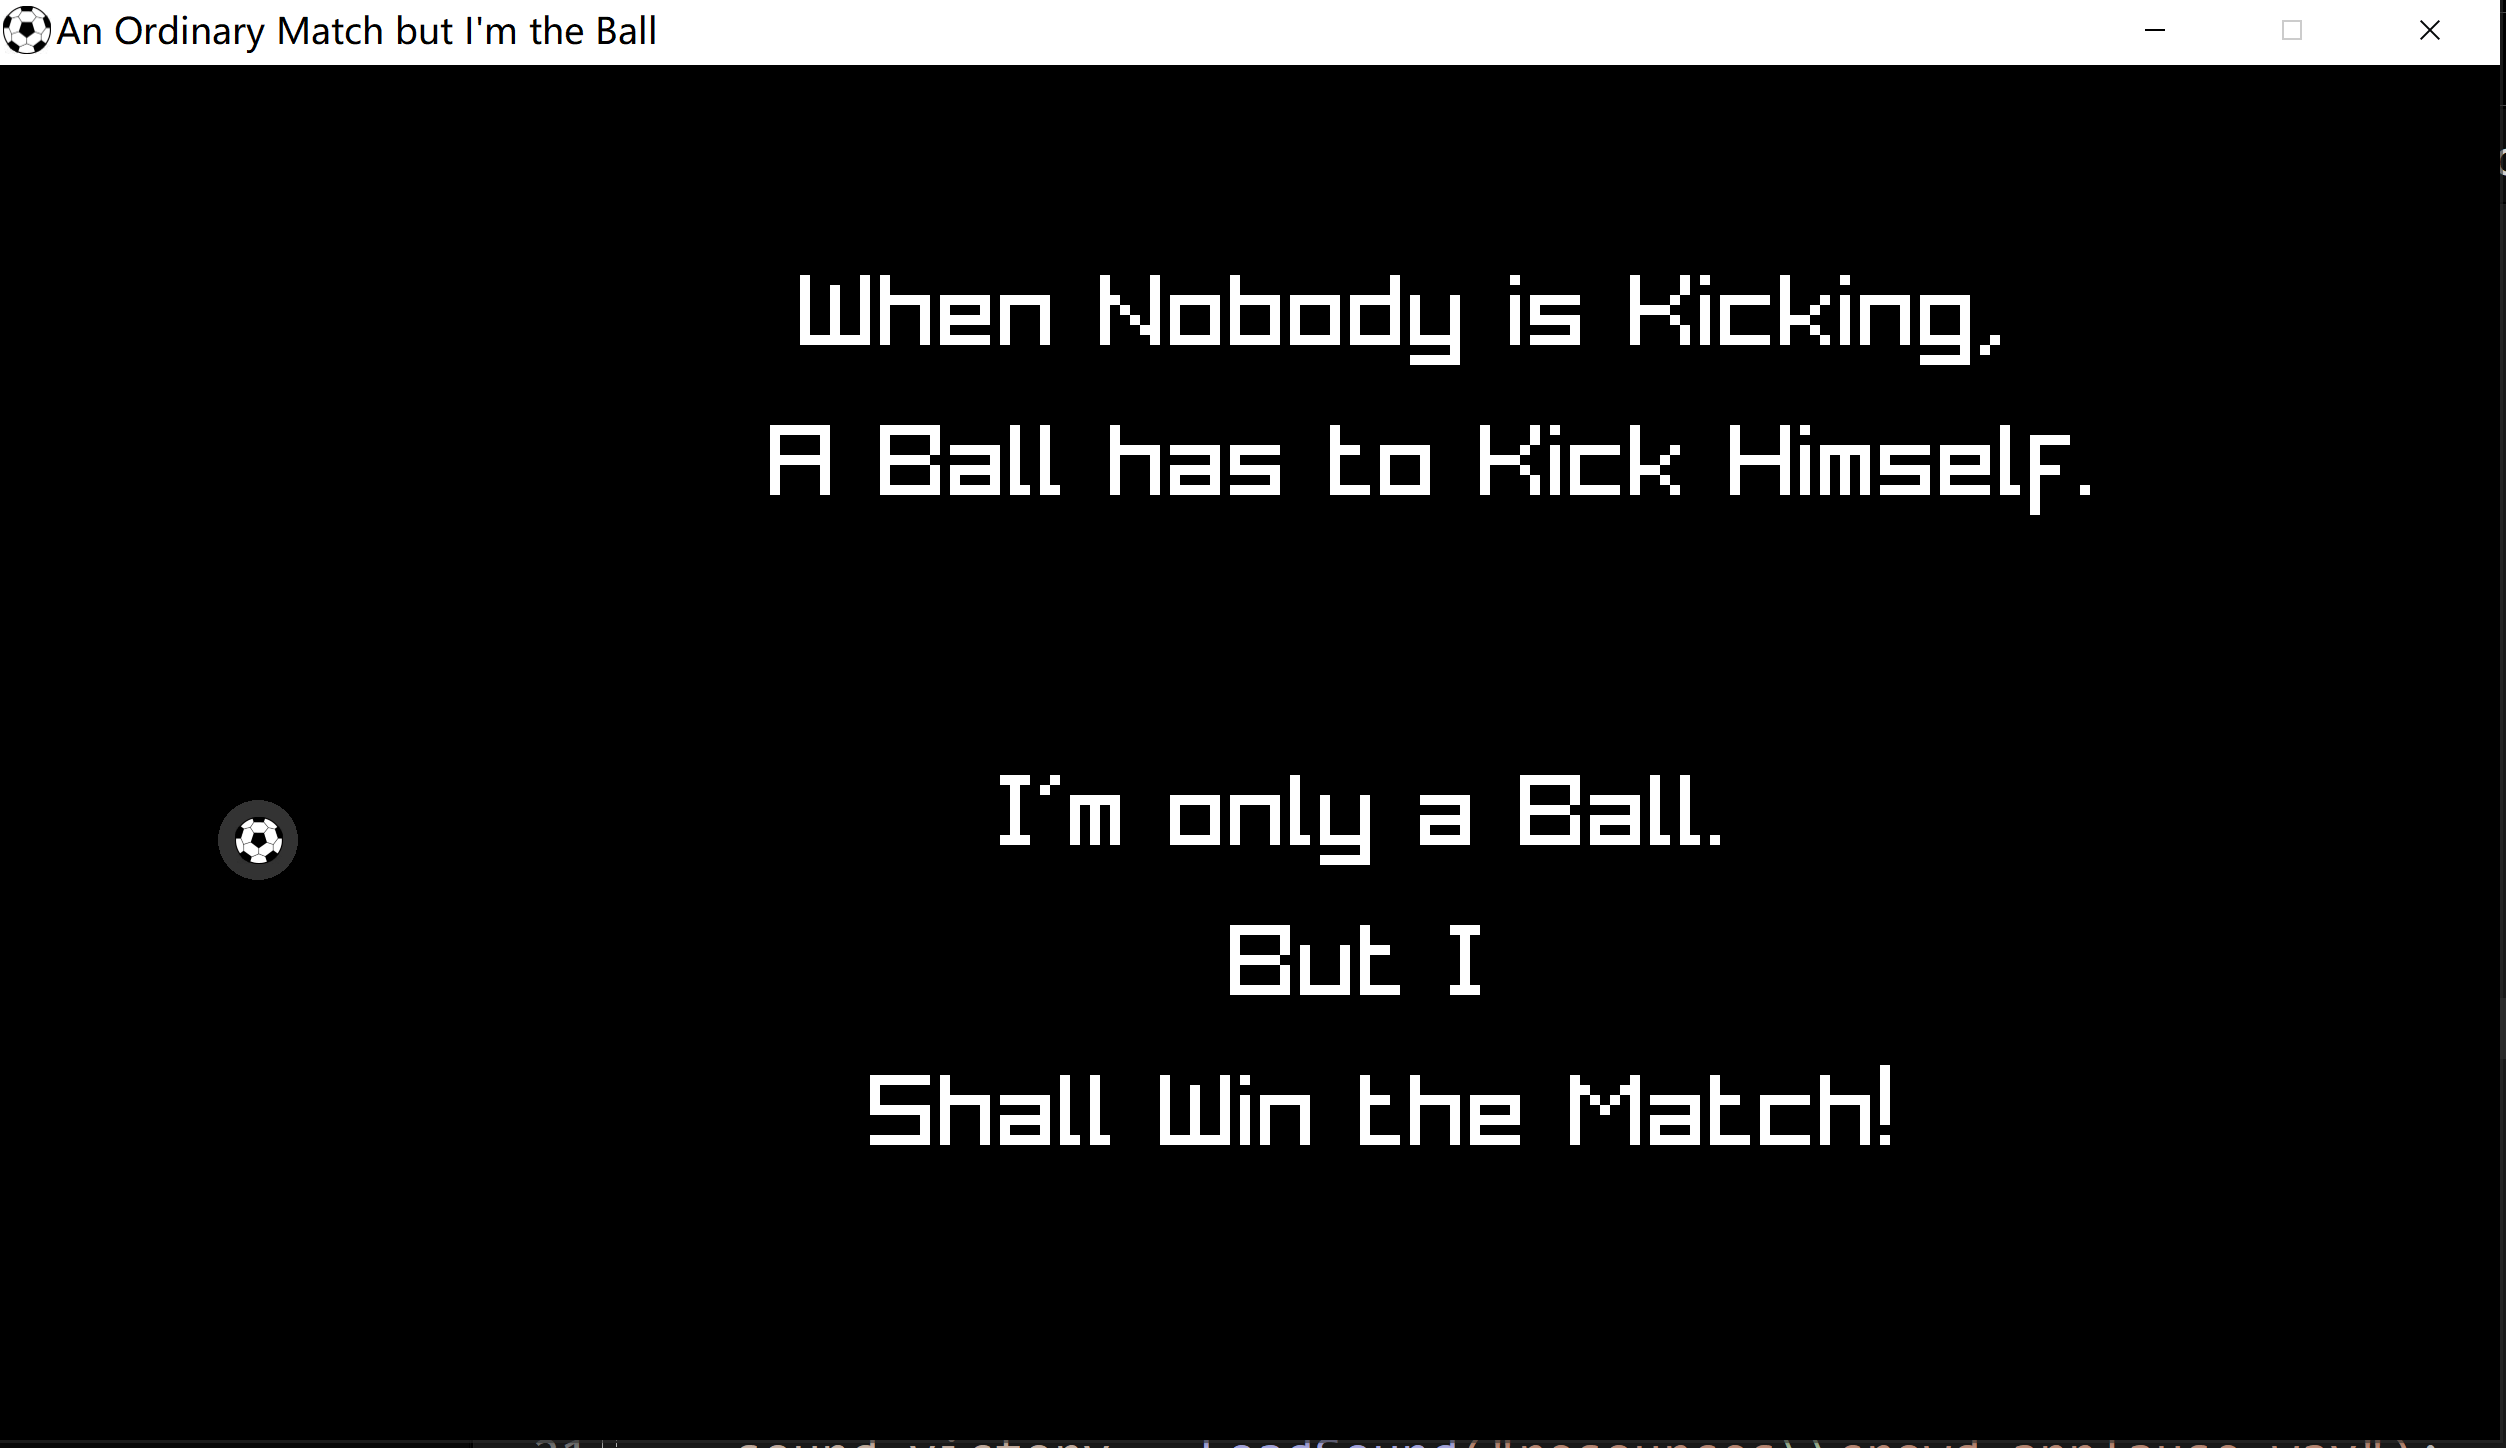 An Ordinary Match but I'm the Ball
When Nobody is Kicking,
A Ball has to Kick Himself.
I'm only a Ball.
But I
Shall Win the Match!